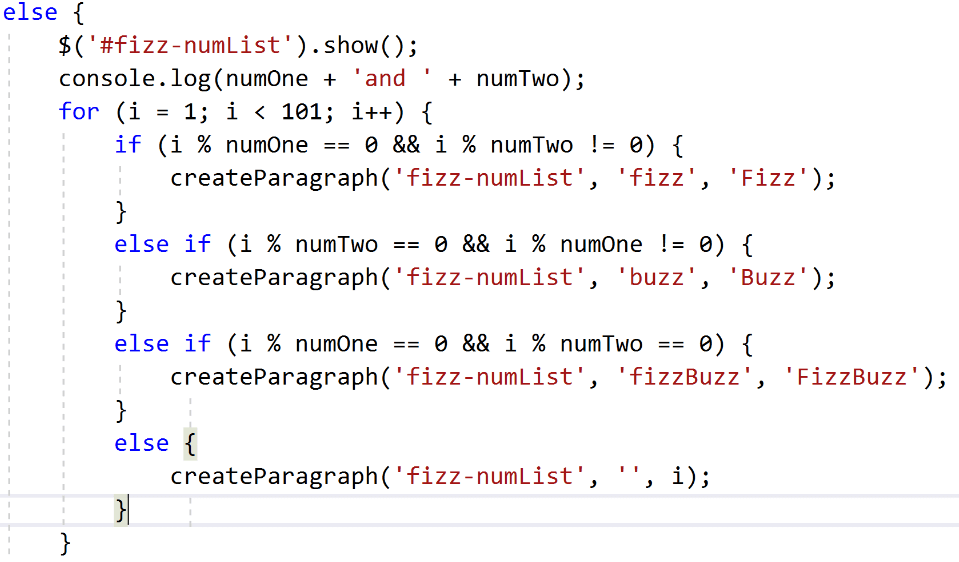 else {
$('#fizz-numList').show();
console.log(numOne + 'and ' + numTwo);
for (i = 1; i < 101; i++) {
if (i % numOne == 0 && i % numTwo != 0) {
createParagraph('fizz-numList', 'fizz', 'Fizz');
}
else if (i % numTwo == 0 && i % numOne != 0) {
createParagraph('fizz-numList', 'buzz', 'Buzz');
}
else if (i % numOne == 0 && i % numTwo == 0) {
createParagraph('fizz-numList', 'fizzBuzz', 'FizzBuzz');
}
else {
createParagraph('fizz-numList', '', i);
}
}